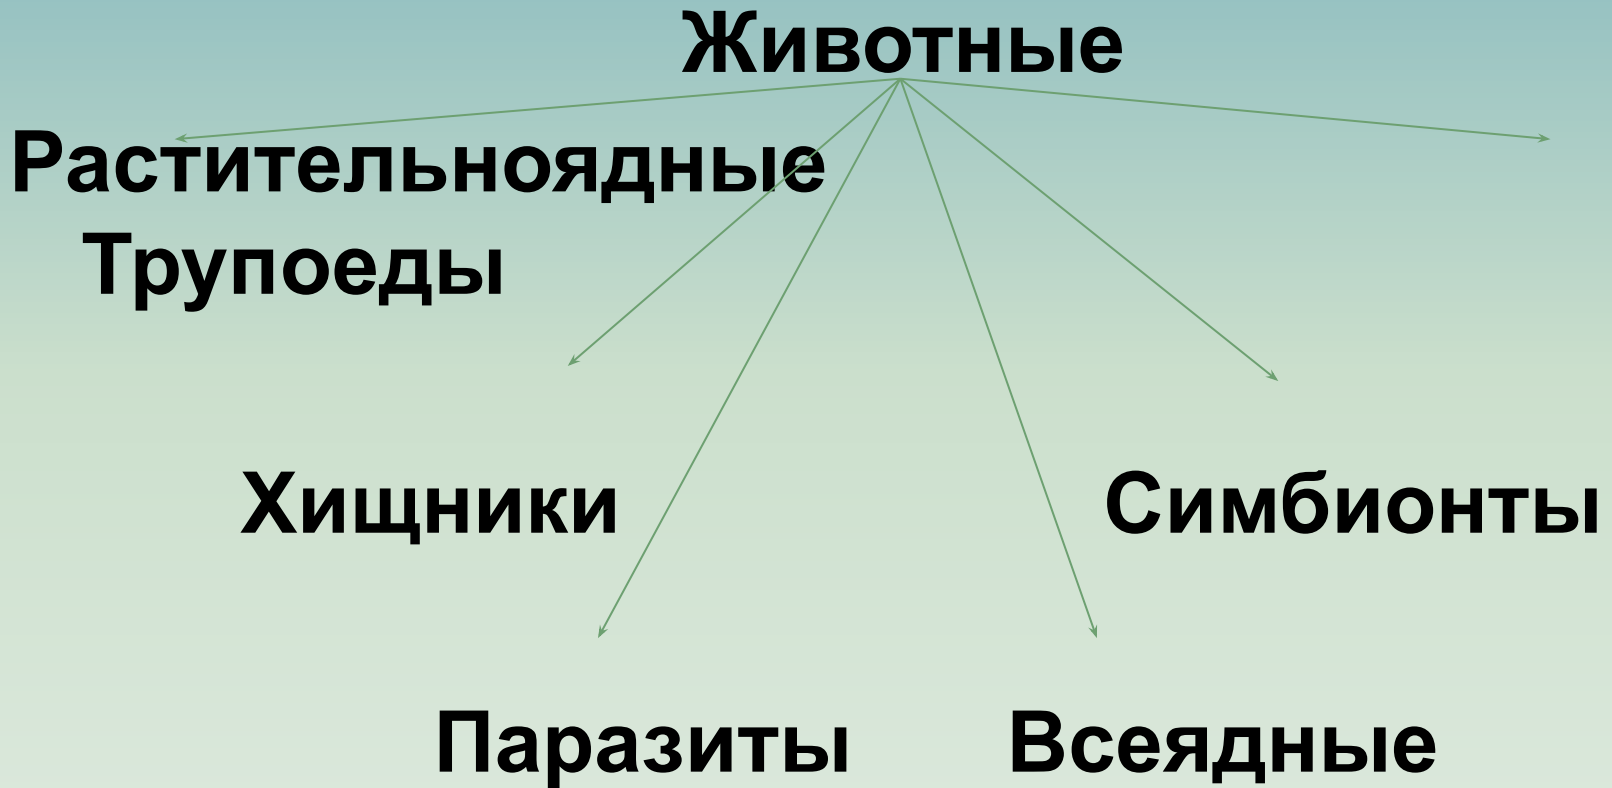 Животные
Растительноядные
Трупоеды
Хищники Симбионты
Паразиты Всеядные